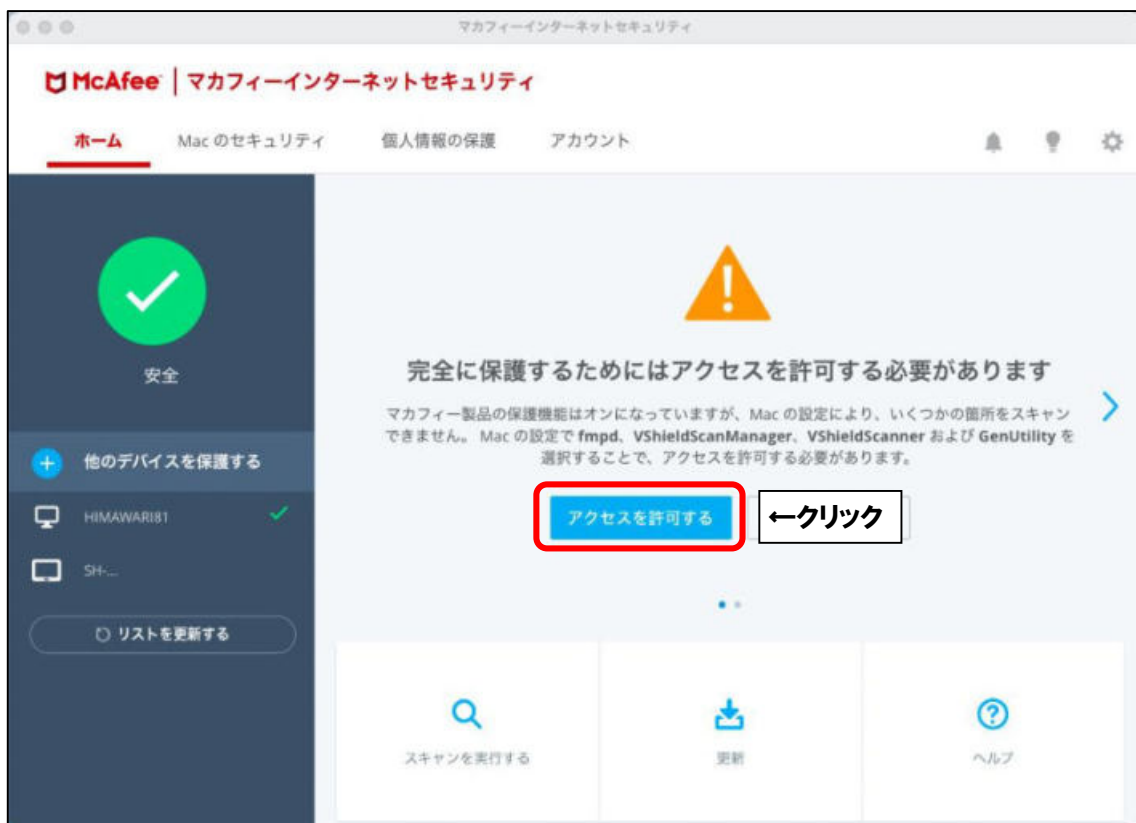 マカフィーインターネットセキュリティ
McAfee | マカフィーインターネットセキュリティ
ホーム Mac のセキュリティ 個人情報の保護 アカウント
安全
完全に保護するためにはアクセスを許可する必要があります
マカフィー製品の保護機能はオンになっていますが、Mac の設定により、いくつかの箇所をスキャン
できません。 Mac の設定で fmpd、VShieldScanManager、VShieldScanner および GenUtility を
選択することで、アクセスを許可する必要があります。
他のデバイスを保護する
HIMAWARI81
SH-...
リストを更新する
アクセスを許可する
←クリック
スキャンを実行する 更新 ヘルプ